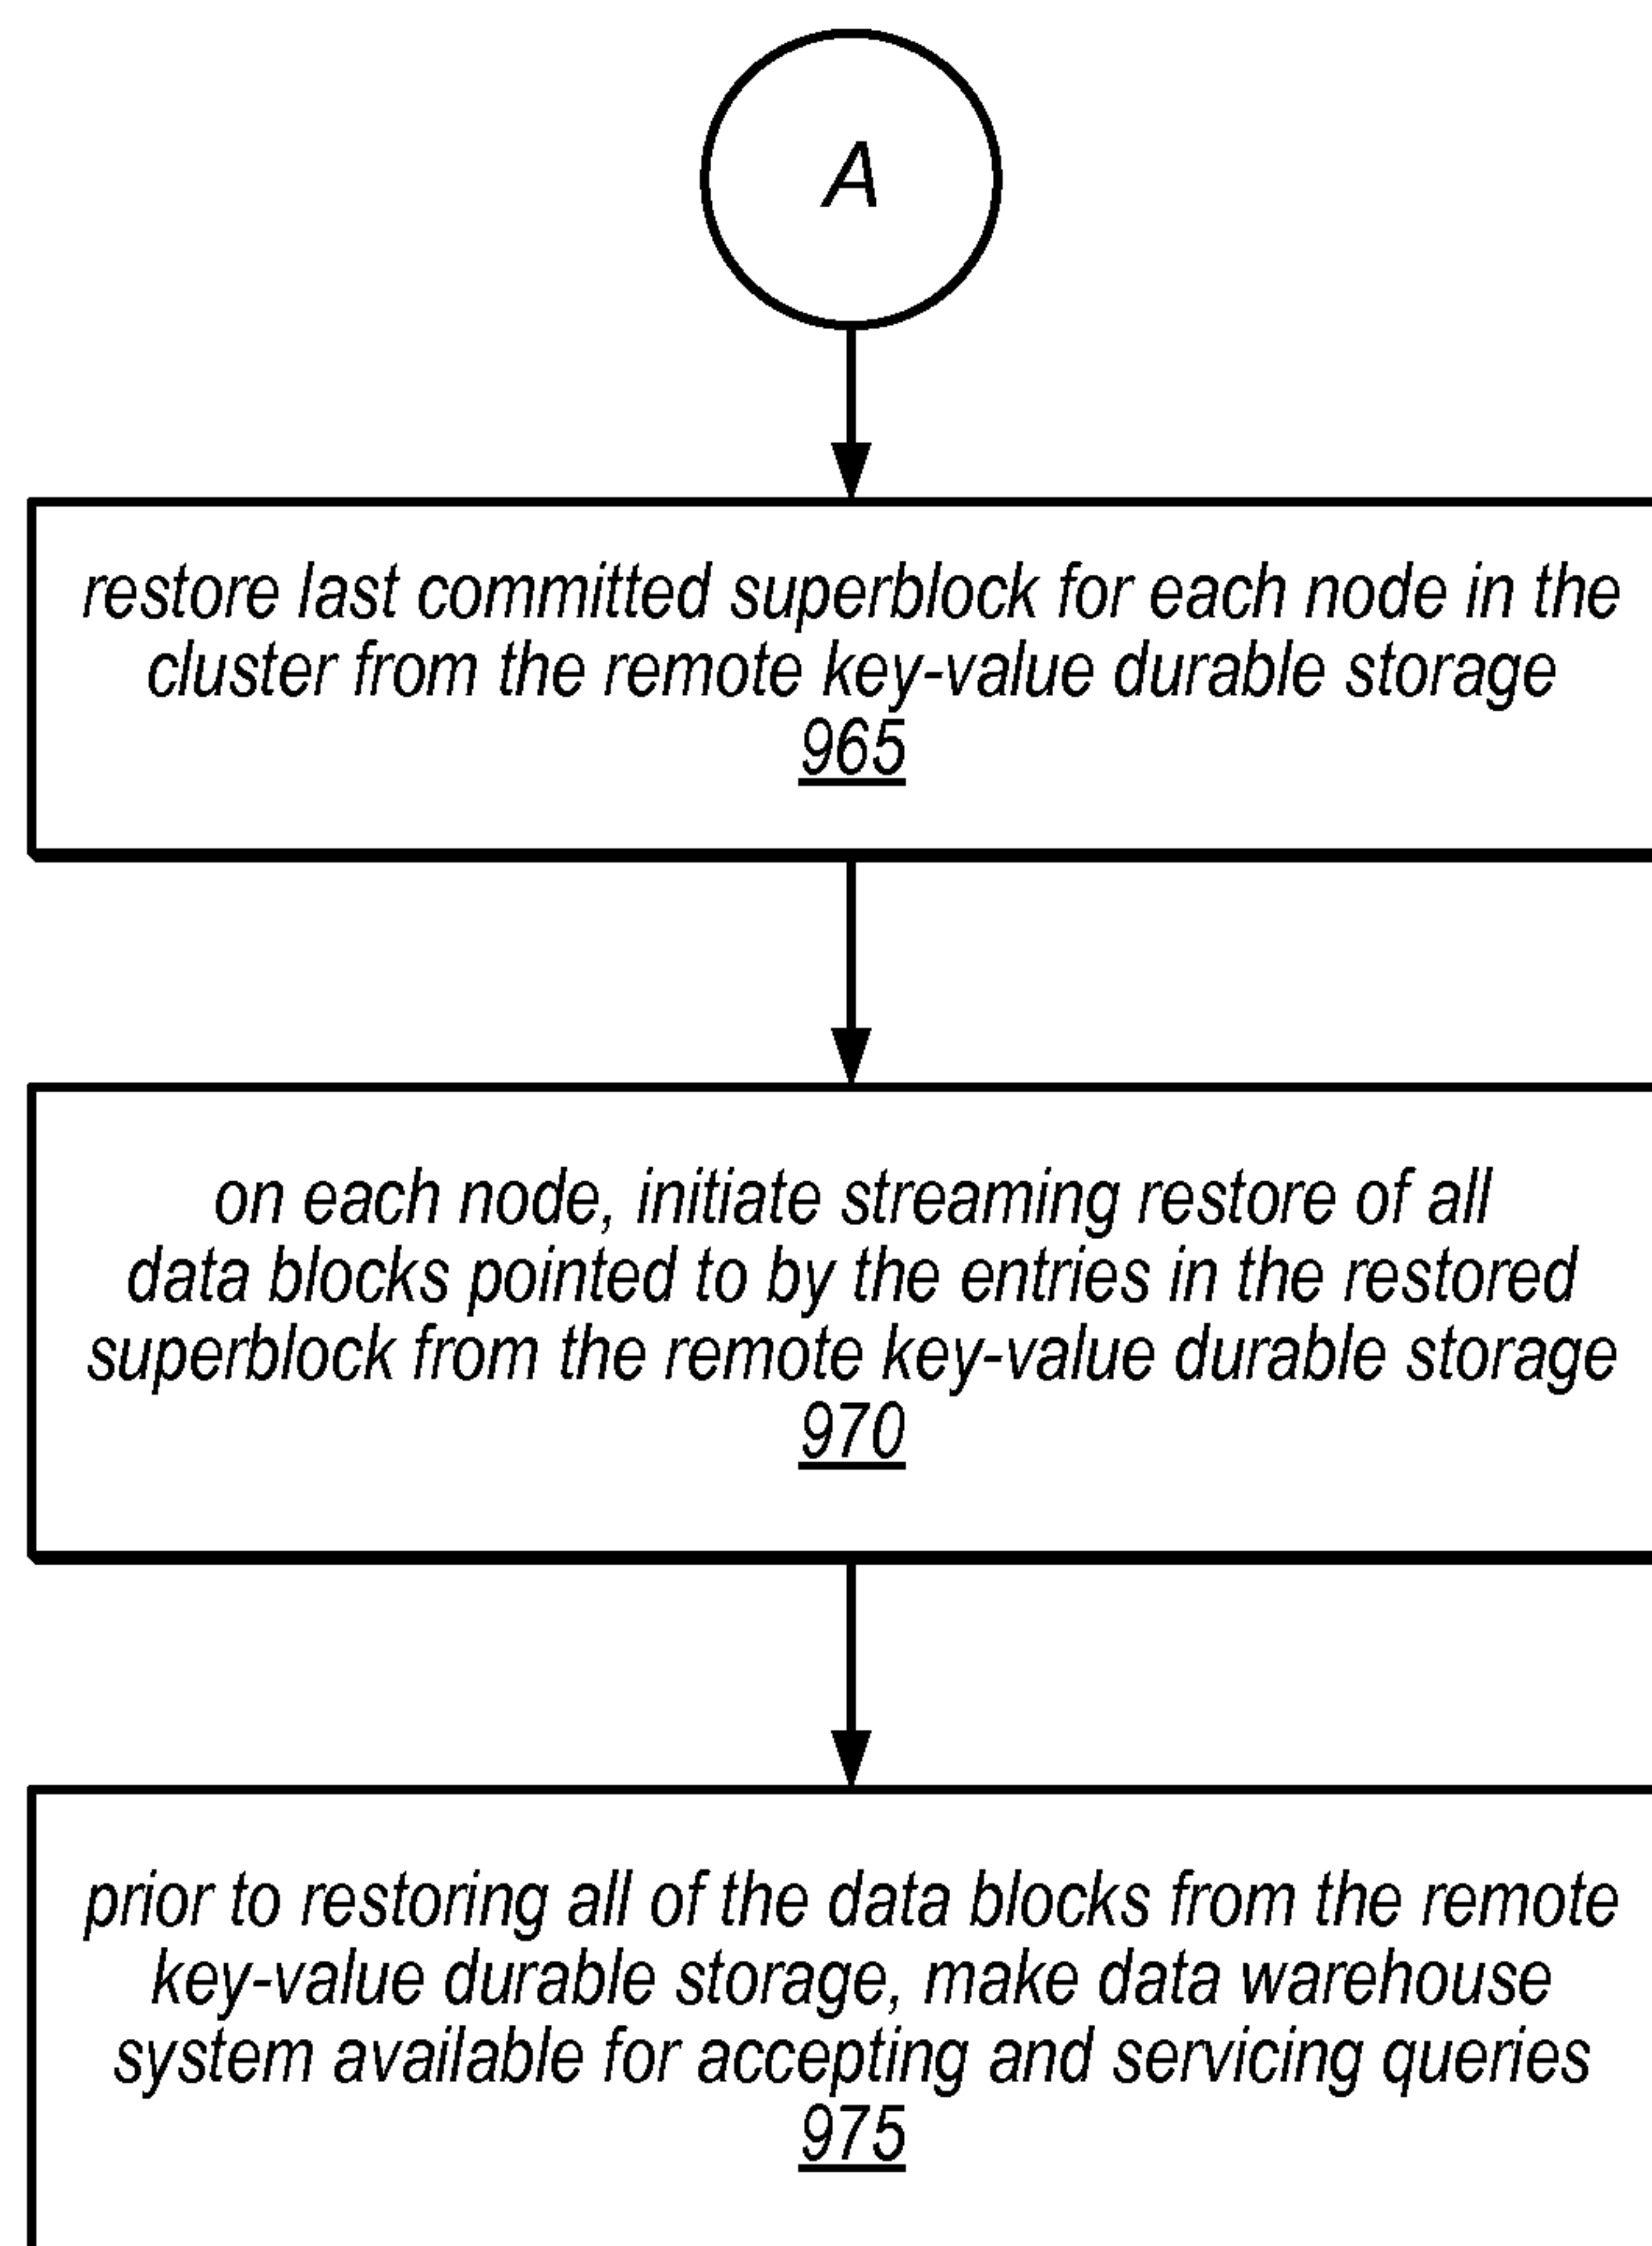 A
restore last committed superblock for each node in the
cluster from the remote key-value durable storage
965
on each node, initiate streaming restore of all
data blocks pointed to by the entries in the restored
superblock from the remote key-value durable storage
970
prior to restoring all of the data blocks from the remote
key-value durable storage, make data warehouse
system available for accepting and servicing queries
975